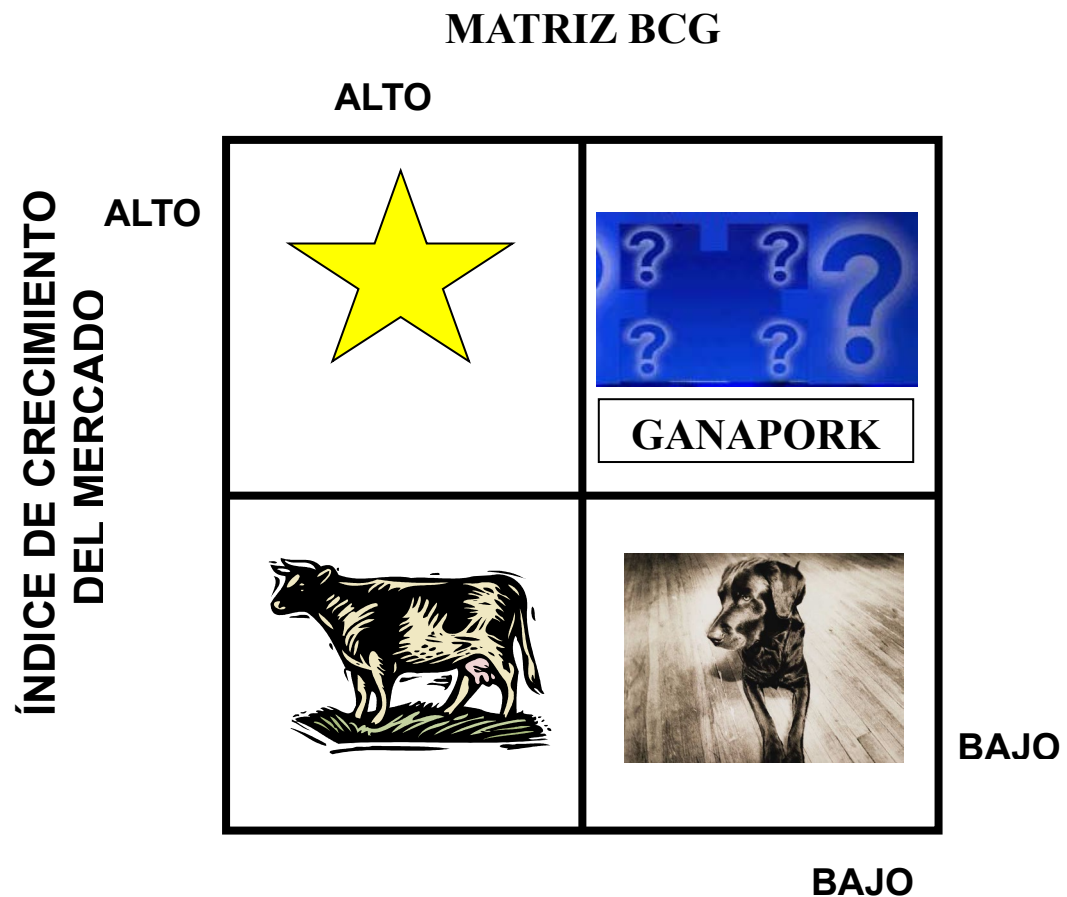 MATRIZ BCG
ALTO
ALTO
ÍNDICE DE CRECIMIENTO
DEL MERCADO
? ? ?
? ?
GANAPORK
BAJO
BAJO